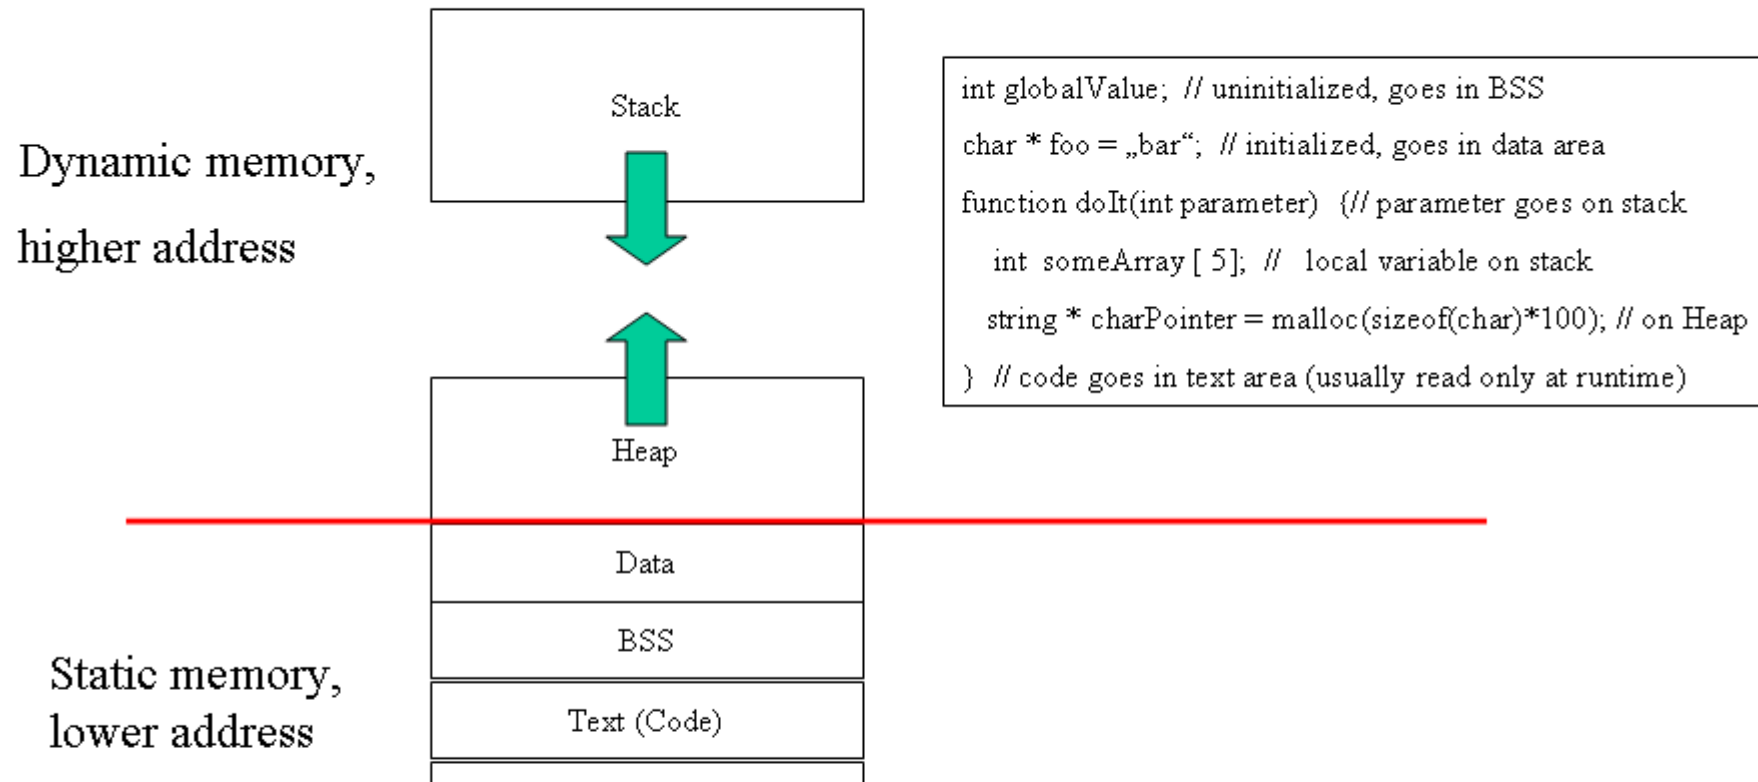 Stack
Dynamic memory,
higher address
Heap
Data
BSS
Static memory,
lower address
Text (Code)
int globalValue; // uninitialized, goes in BSS
char * foo = „bar“; // initialized, goes in data area
function doIt(int parameter) {// parameter goes on stack
int someArray [ 5]; // local variable on stack
string * charPointer = malloc(sizeof(char)*100); // on Heap
} // code goes in text area (usually read only at runtime)